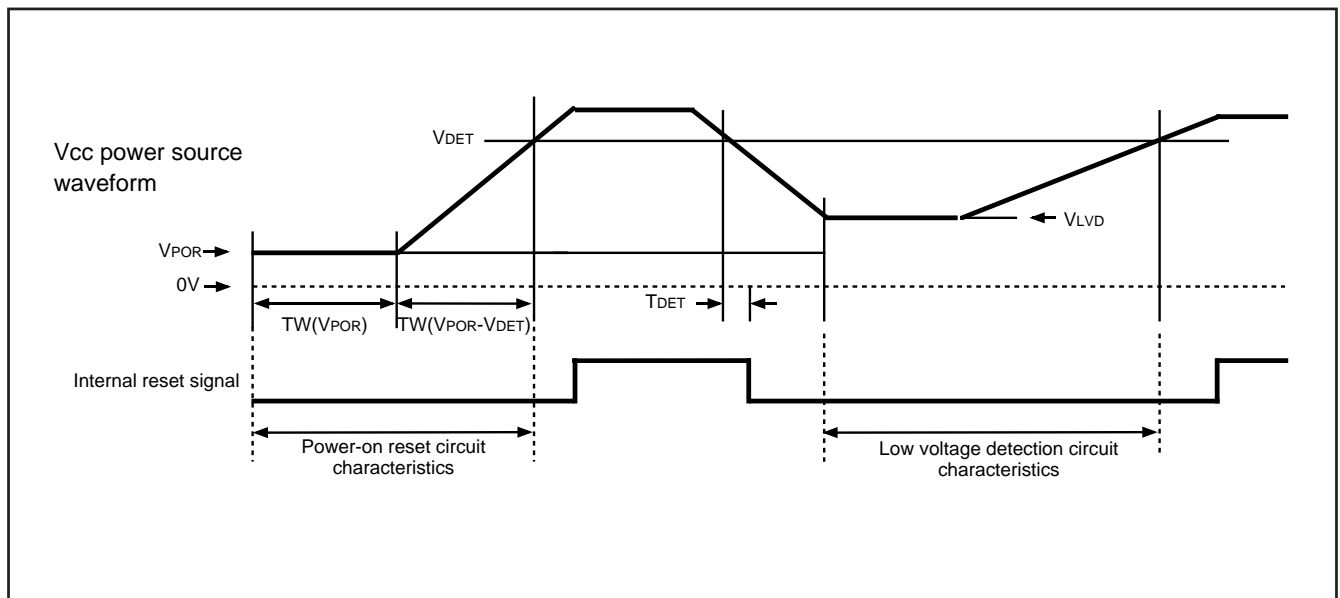 Vcc power source
waveform
VDET
VLVD
VPOR
0V
TDET
TW(VPOR)
TW(VPOR-VDET)
Internal reset signal
Power-on reset circuit
characteristics
Low voltage detection circuit
characteristics